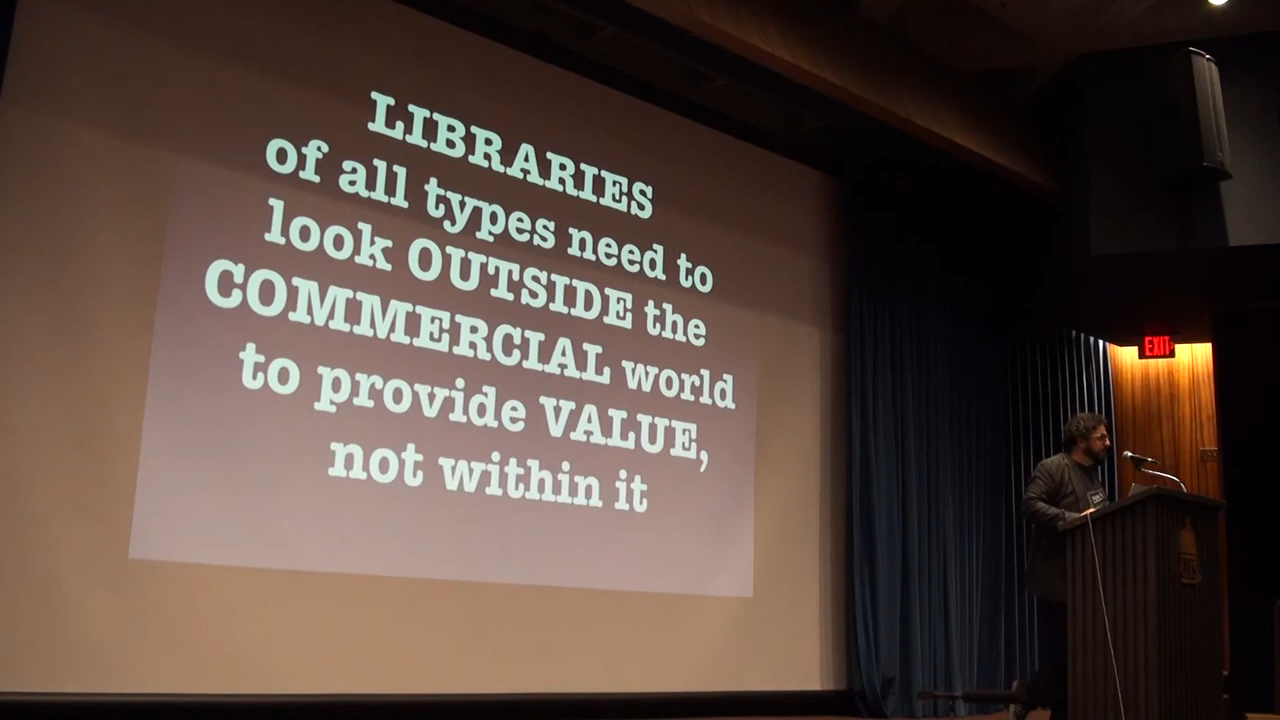 LIBRARIES
of all types need to
look OUTSIDE the
COMMERCIAL world
to provide VALUE,
not within it
EXIT